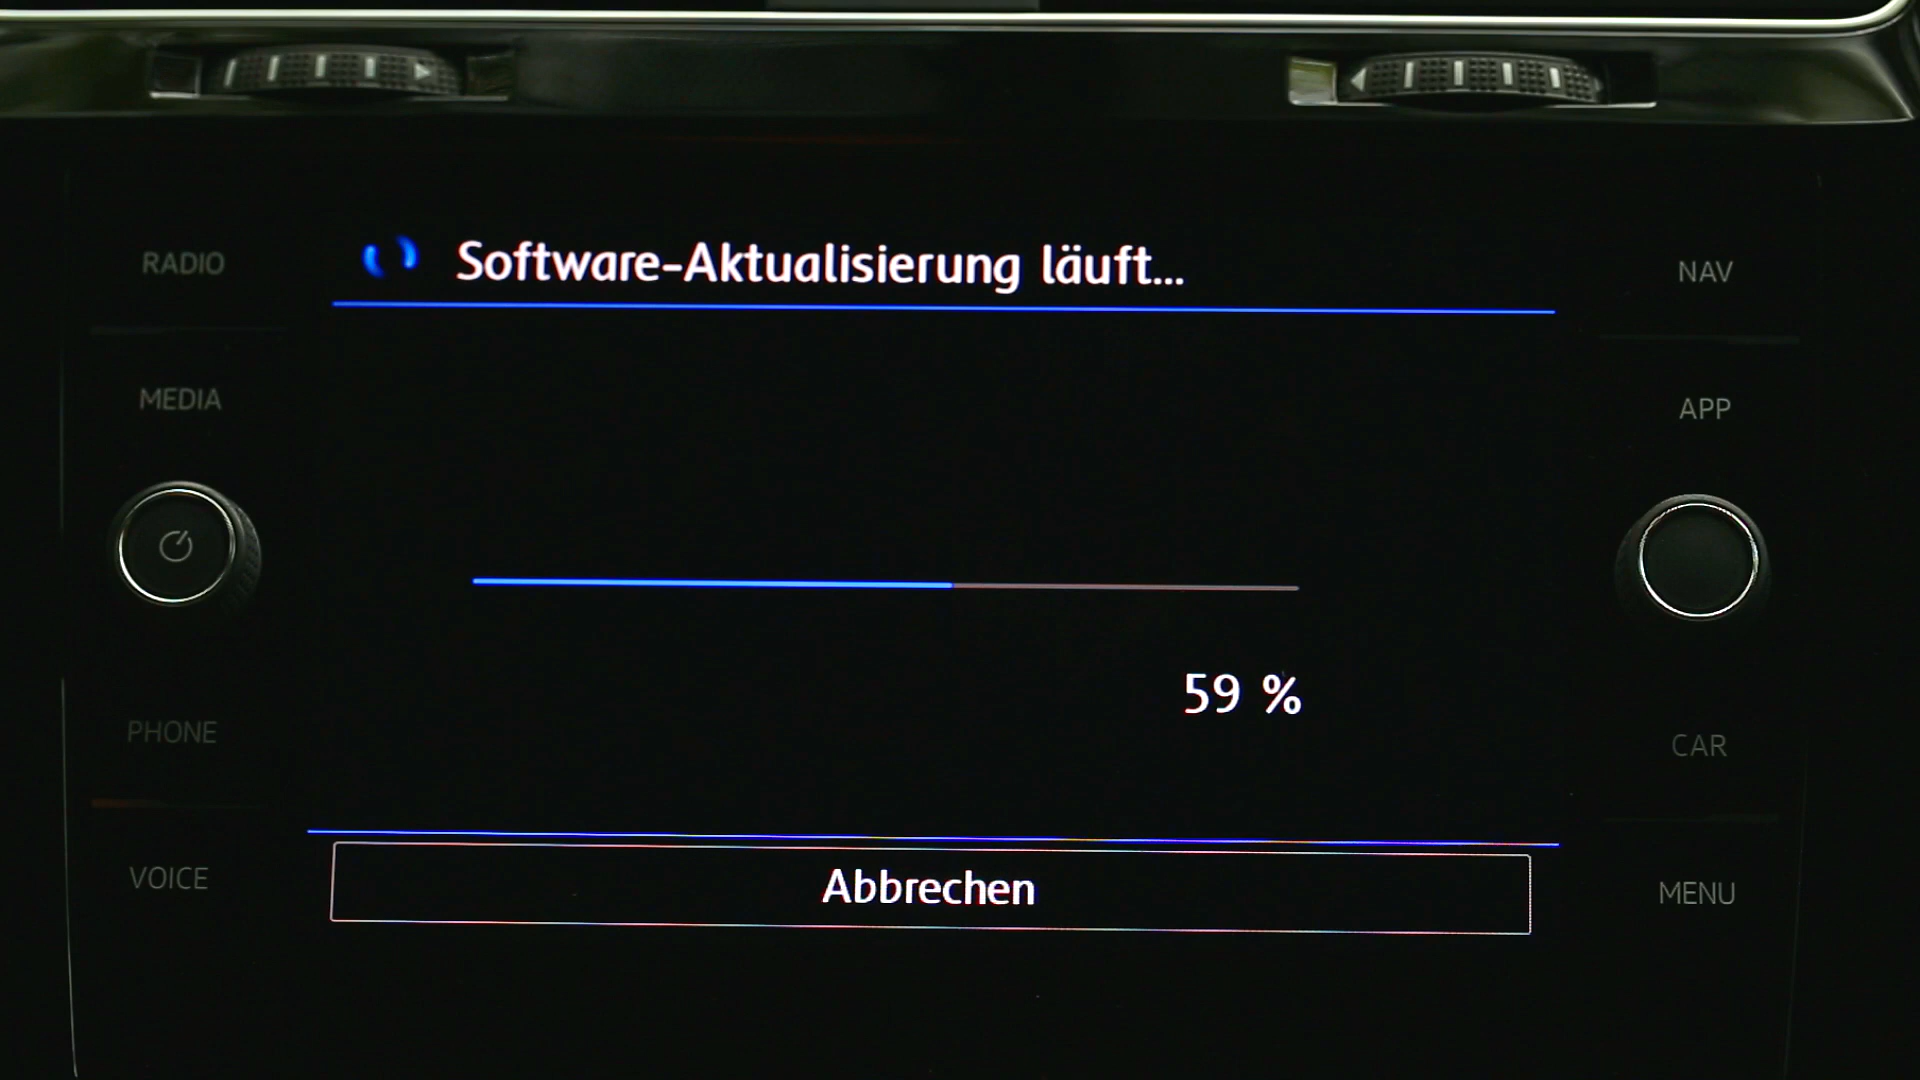 Software-Aktualisierung läuft...
RADIO
NAV
MEDIA
APP
59 %
PHONE
CAR
VOICE
Abbrechen
MENU